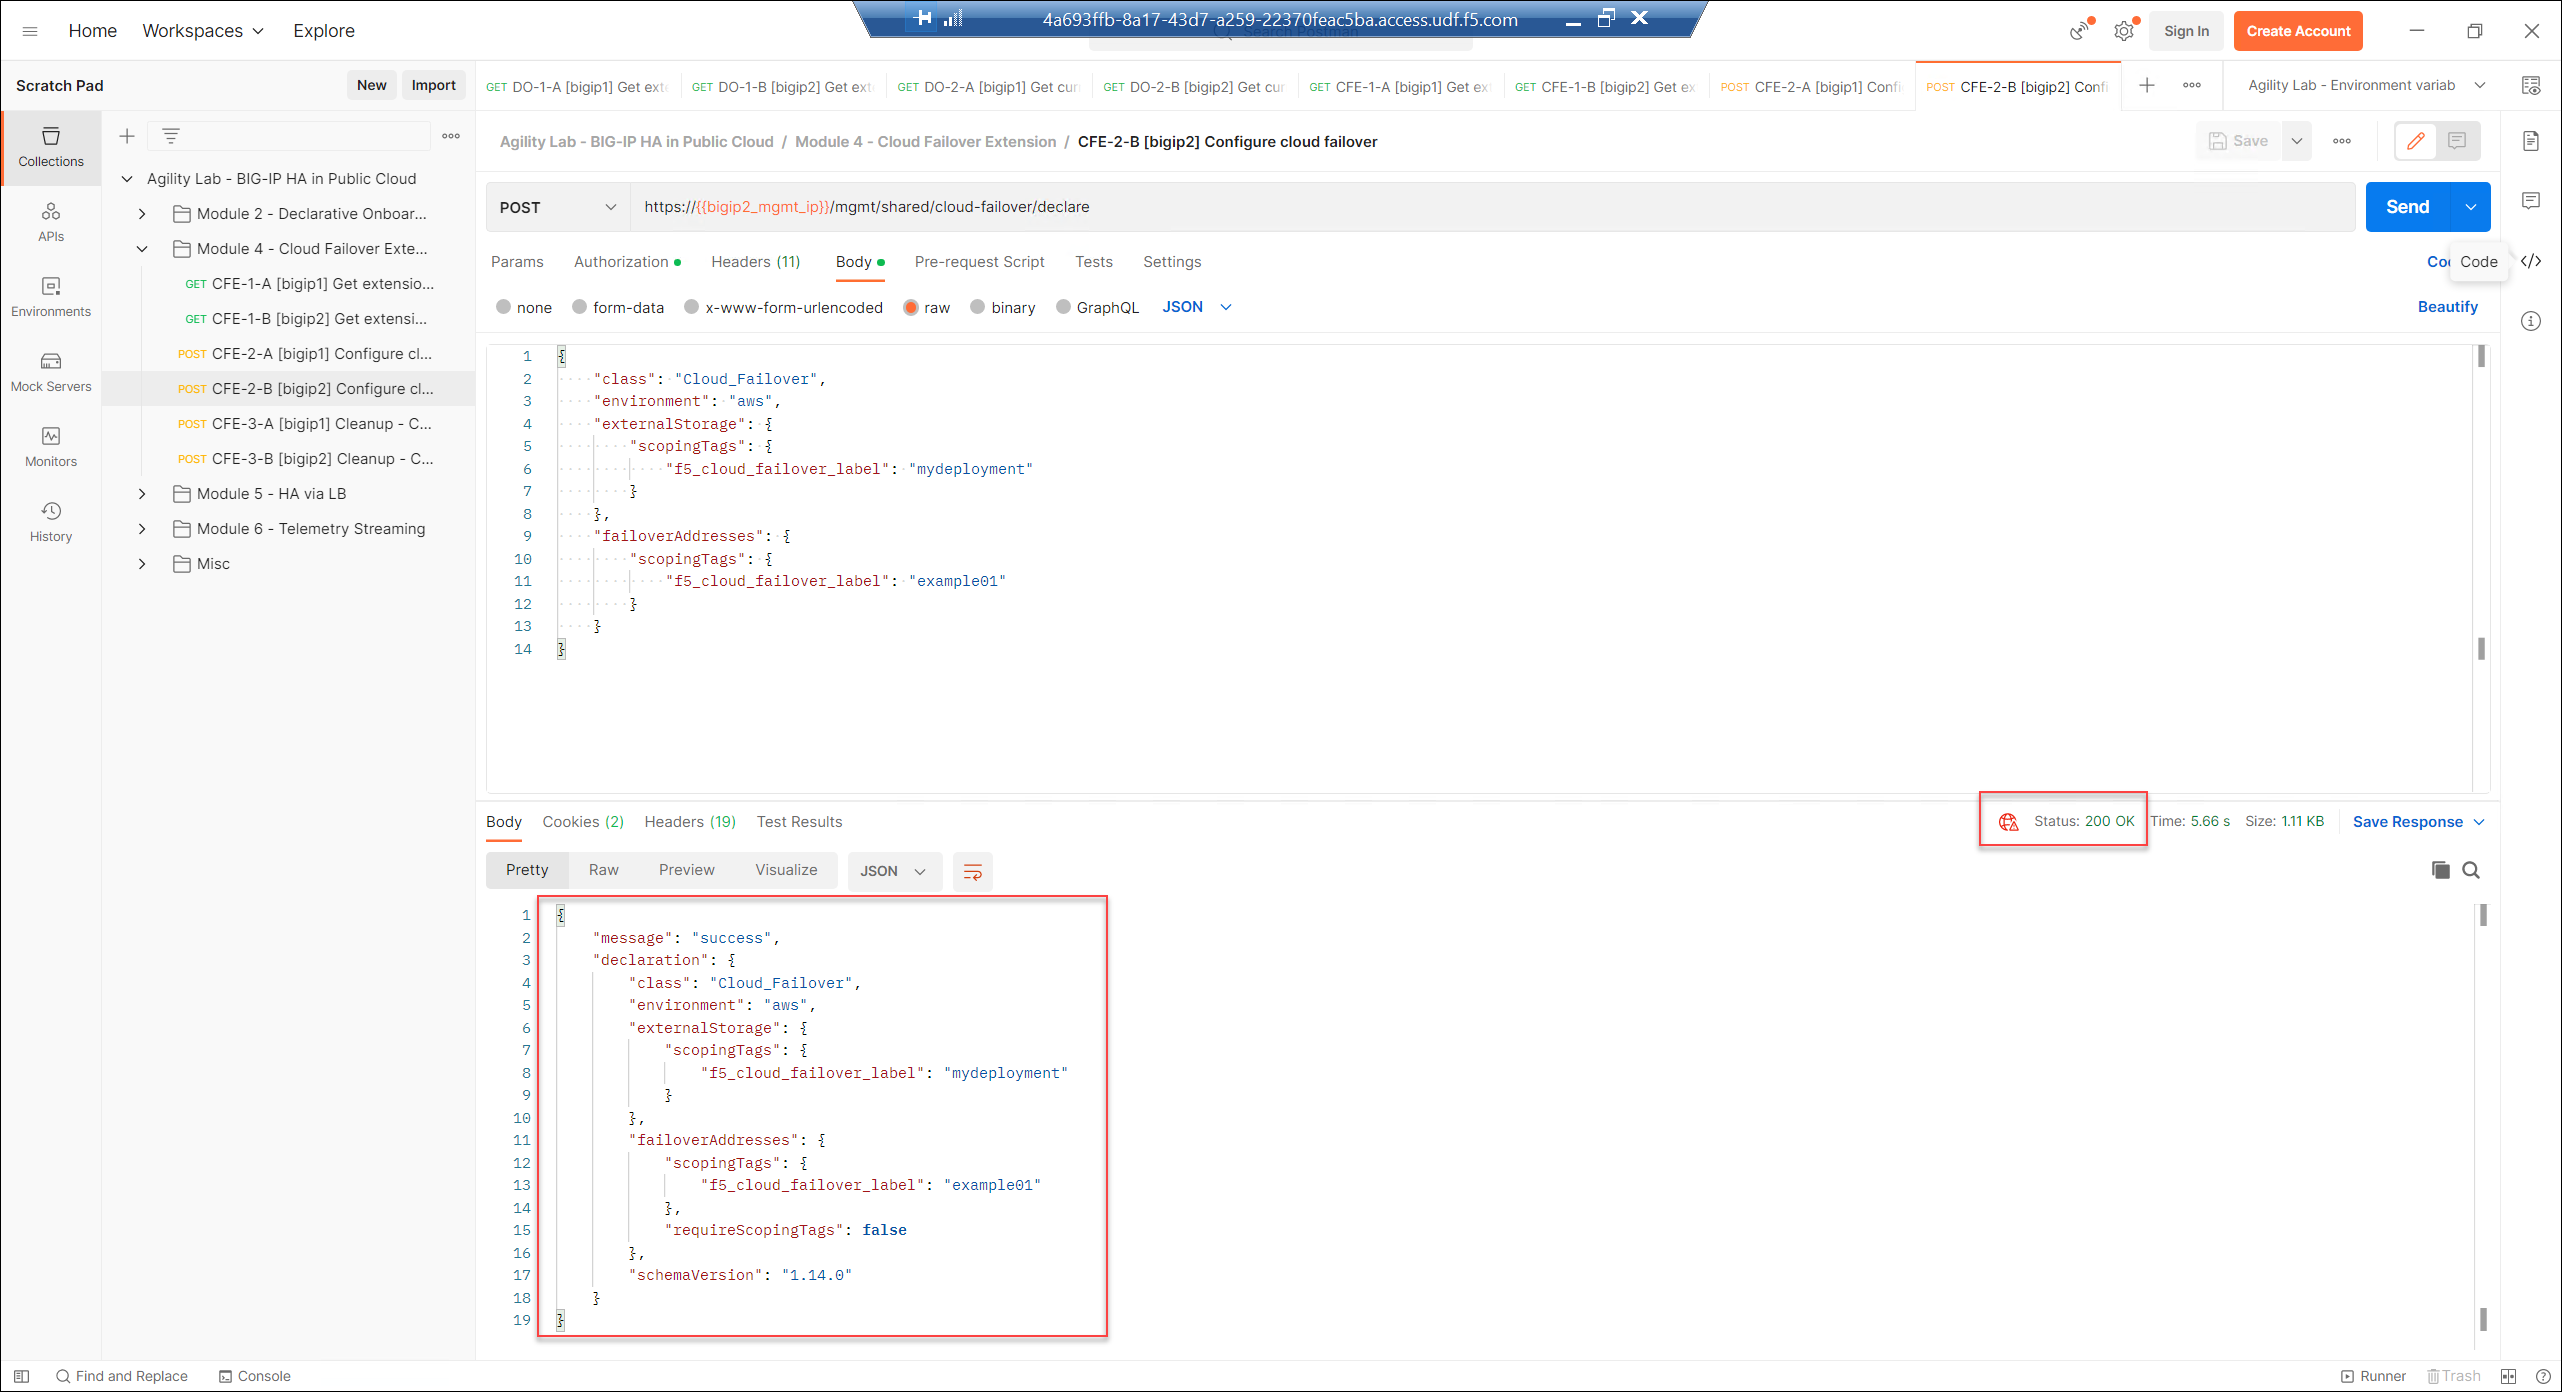 4a693ffb-8a17-43d7-a259-22370feac5ba.access.udf.f5.com
Home Workspaces Explore Search Postman Sign In Create Account
Scratch Pad New Import
GET DO-1-A [bigip1] Get ext GET DO-1-B [bigip2] Get ext GET DO-2-A [bigip1] Get cur GET DO-2-B [bigip2] Get cur GET CFE-1-A [bigip1] Get ex GET CFE-1-B [bigip2] Get ex POST CFE-2-A [bigip1] Confi POST CFE-2-B [bigip2] Confi Agility Lab - Environment variab
Collections
APIs
Environments
Mock Servers
Monitors
History
Agility Lab - BIG-IP HA in Public Cloud
Module 2 - Declarative Onboar...
Module 4 - Cloud Failover Exte...
GET CFE-1-A [bigip1] Get extensio...
GET CFE-1-B [bigip2] Get extensi...
POST CFE-2-A [bigip1] Configure cl...
POST CFE-2-B [bigip2] Configure cl...
POST CFE-3-A [bigip1] Cleanup - C...
POST CFE-3-B [bigip2] Cleanup - C...
Module 5 - HA via LB
Module 6 - Telemetry Streaming
Misc
Agility Lab - BIG-IP HA in Public Cloud / Module 4 - Cloud Failover Extension / CFE-2-B [bigip2] Configure cloud failover Save
POST https://{{bigip2_mgmt_ip}}/mgmt/shared/cloud-failover/declare Send
Params Authorization Headers (11) Body Pre-request Script Tests Settings Coo Code
none form-data x-www-form-urlencoded raw binary GraphQL JSON Beautify
1 {
2 "class": "Cloud_Failover",
3 "environment": "aws",
4 "externalStorage": {
5 "scopingTags": {
6 "f5_cloud_failover_label": "mydeployment"
7 }
8 },
9 "failoverAddresses": {
10 "scopingTags": {
11 "f5_cloud_failover_label": "example01"
12 }
13 }
14 }
Body Cookies (2) Headers (19) Test Results Status: 200 OK Time: 5.66 s Size: 1.11 KB Save Response
Pretty Raw Preview Visualize JSON
1 {
2 "message": "success",
3 "declaration": {
4 "class": "Cloud_Failover",
5 "environment": "aws",
6 "externalStorage": {
7 "scopingTags": {
8 "f5_cloud_failover_label": "mydeployment"
9 }
10 },
11 "failoverAddresses": {
12 "scopingTags": {
13 "f5_cloud_failover_label": "example01"
14 },
15 "requireScopingTags": false
16 },
17 "schemaVersion": "1.14.0"
18 }
19 }
Find and Replace Console Runner Trash